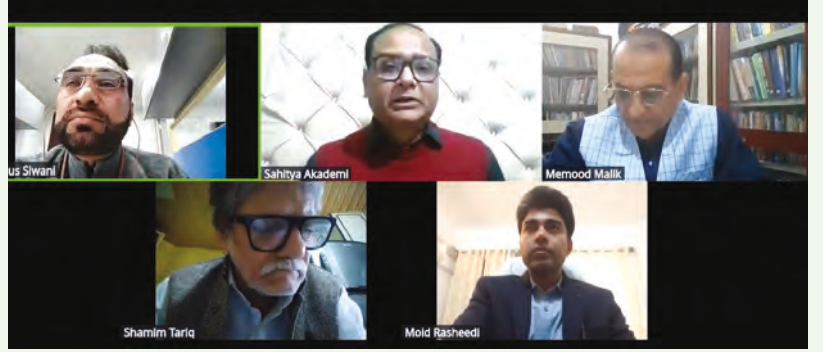 us Siwani
Sahitya Akademi
Memood Malik
Shamim Tariq
Moid Rasheedi